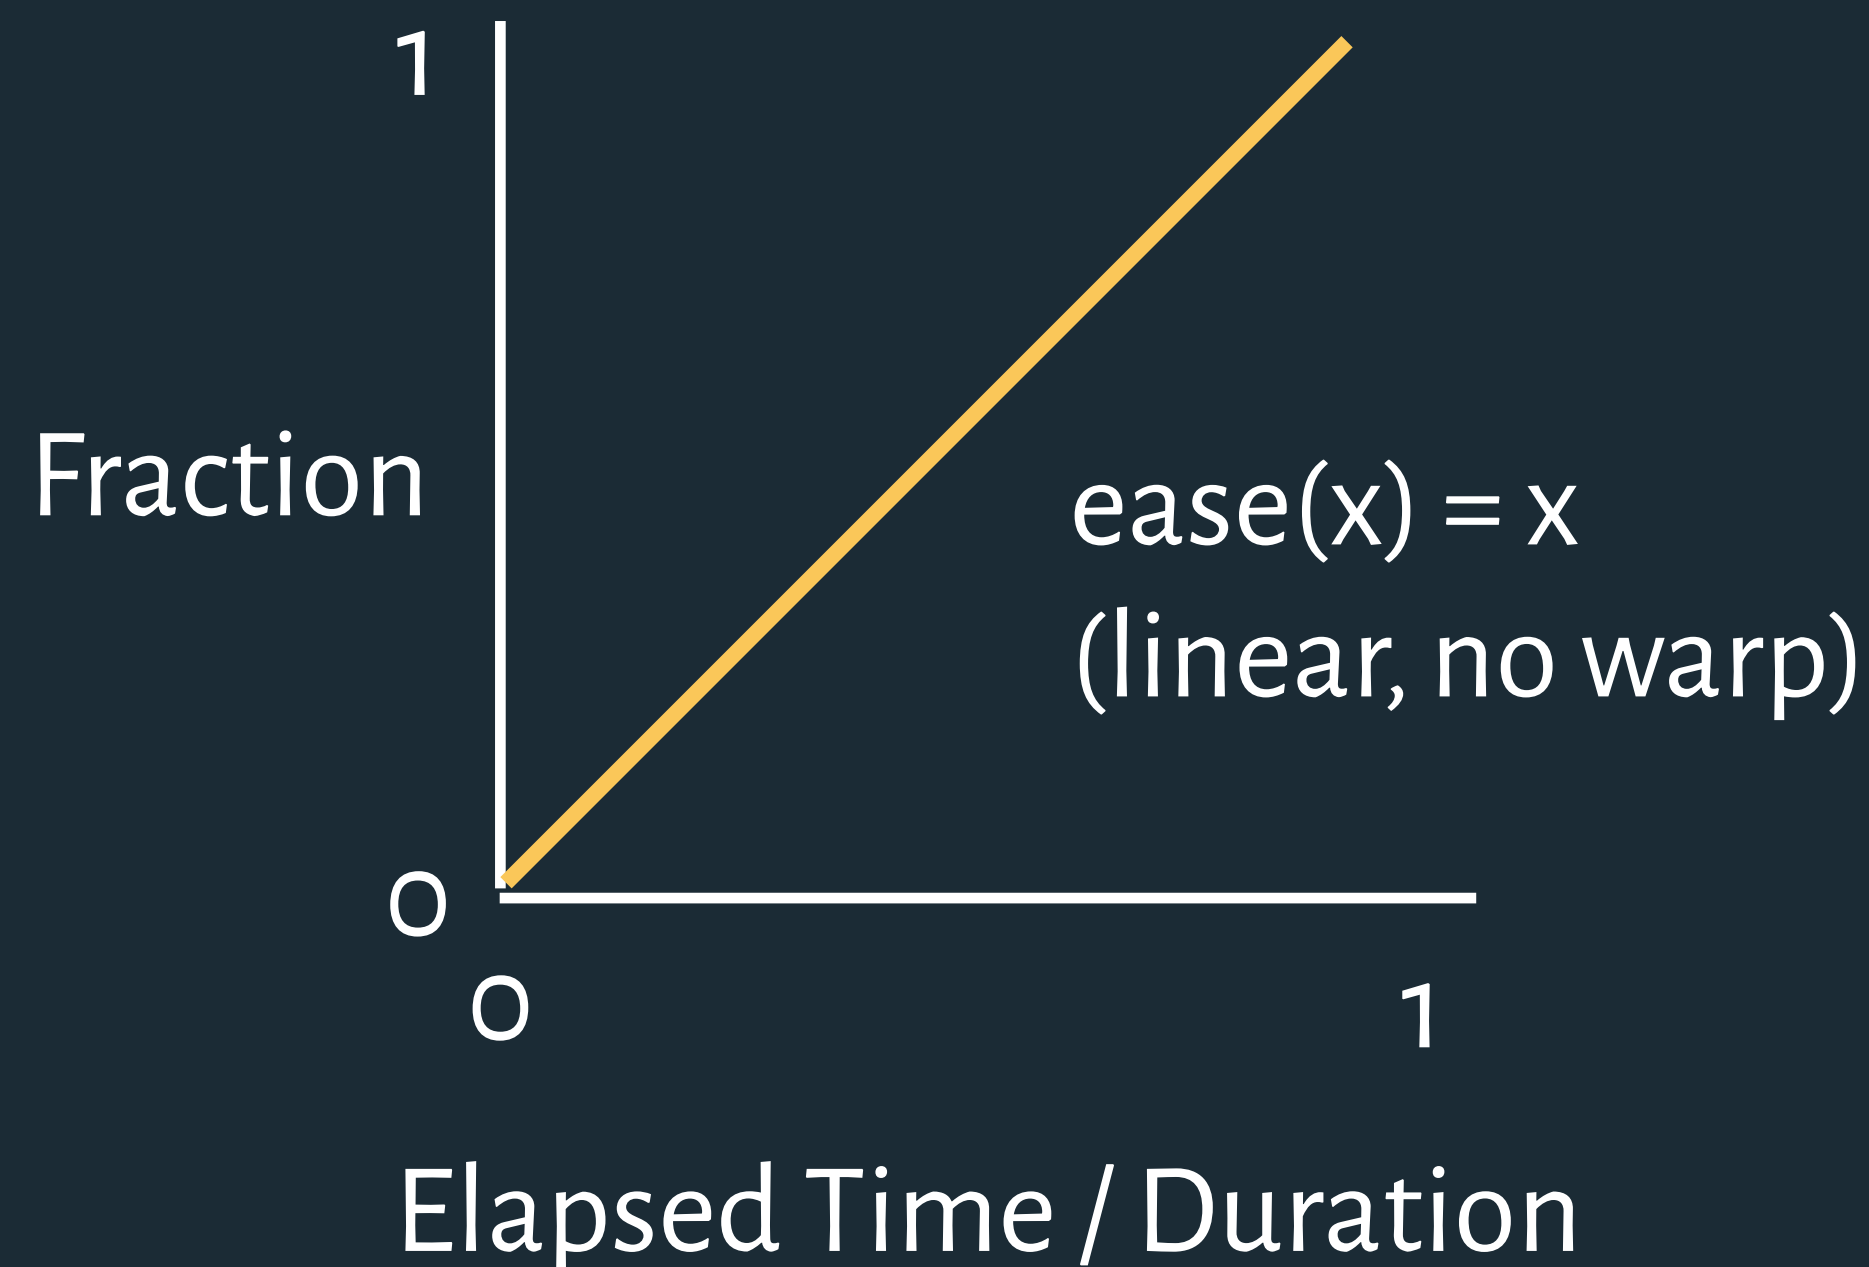 1
Fraction
ease(x) = x
(linear, no warp)
0
0
1
Elapsed Time / Duration